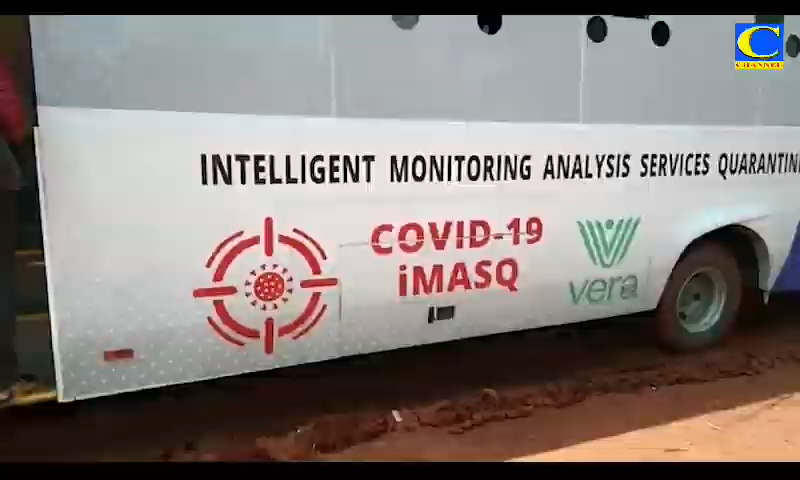 C
CHANNEL
INTELLIGENT MONITORING ANALYSIS SERVICES QUARANTIN
COVID-19
iMASQ
vera